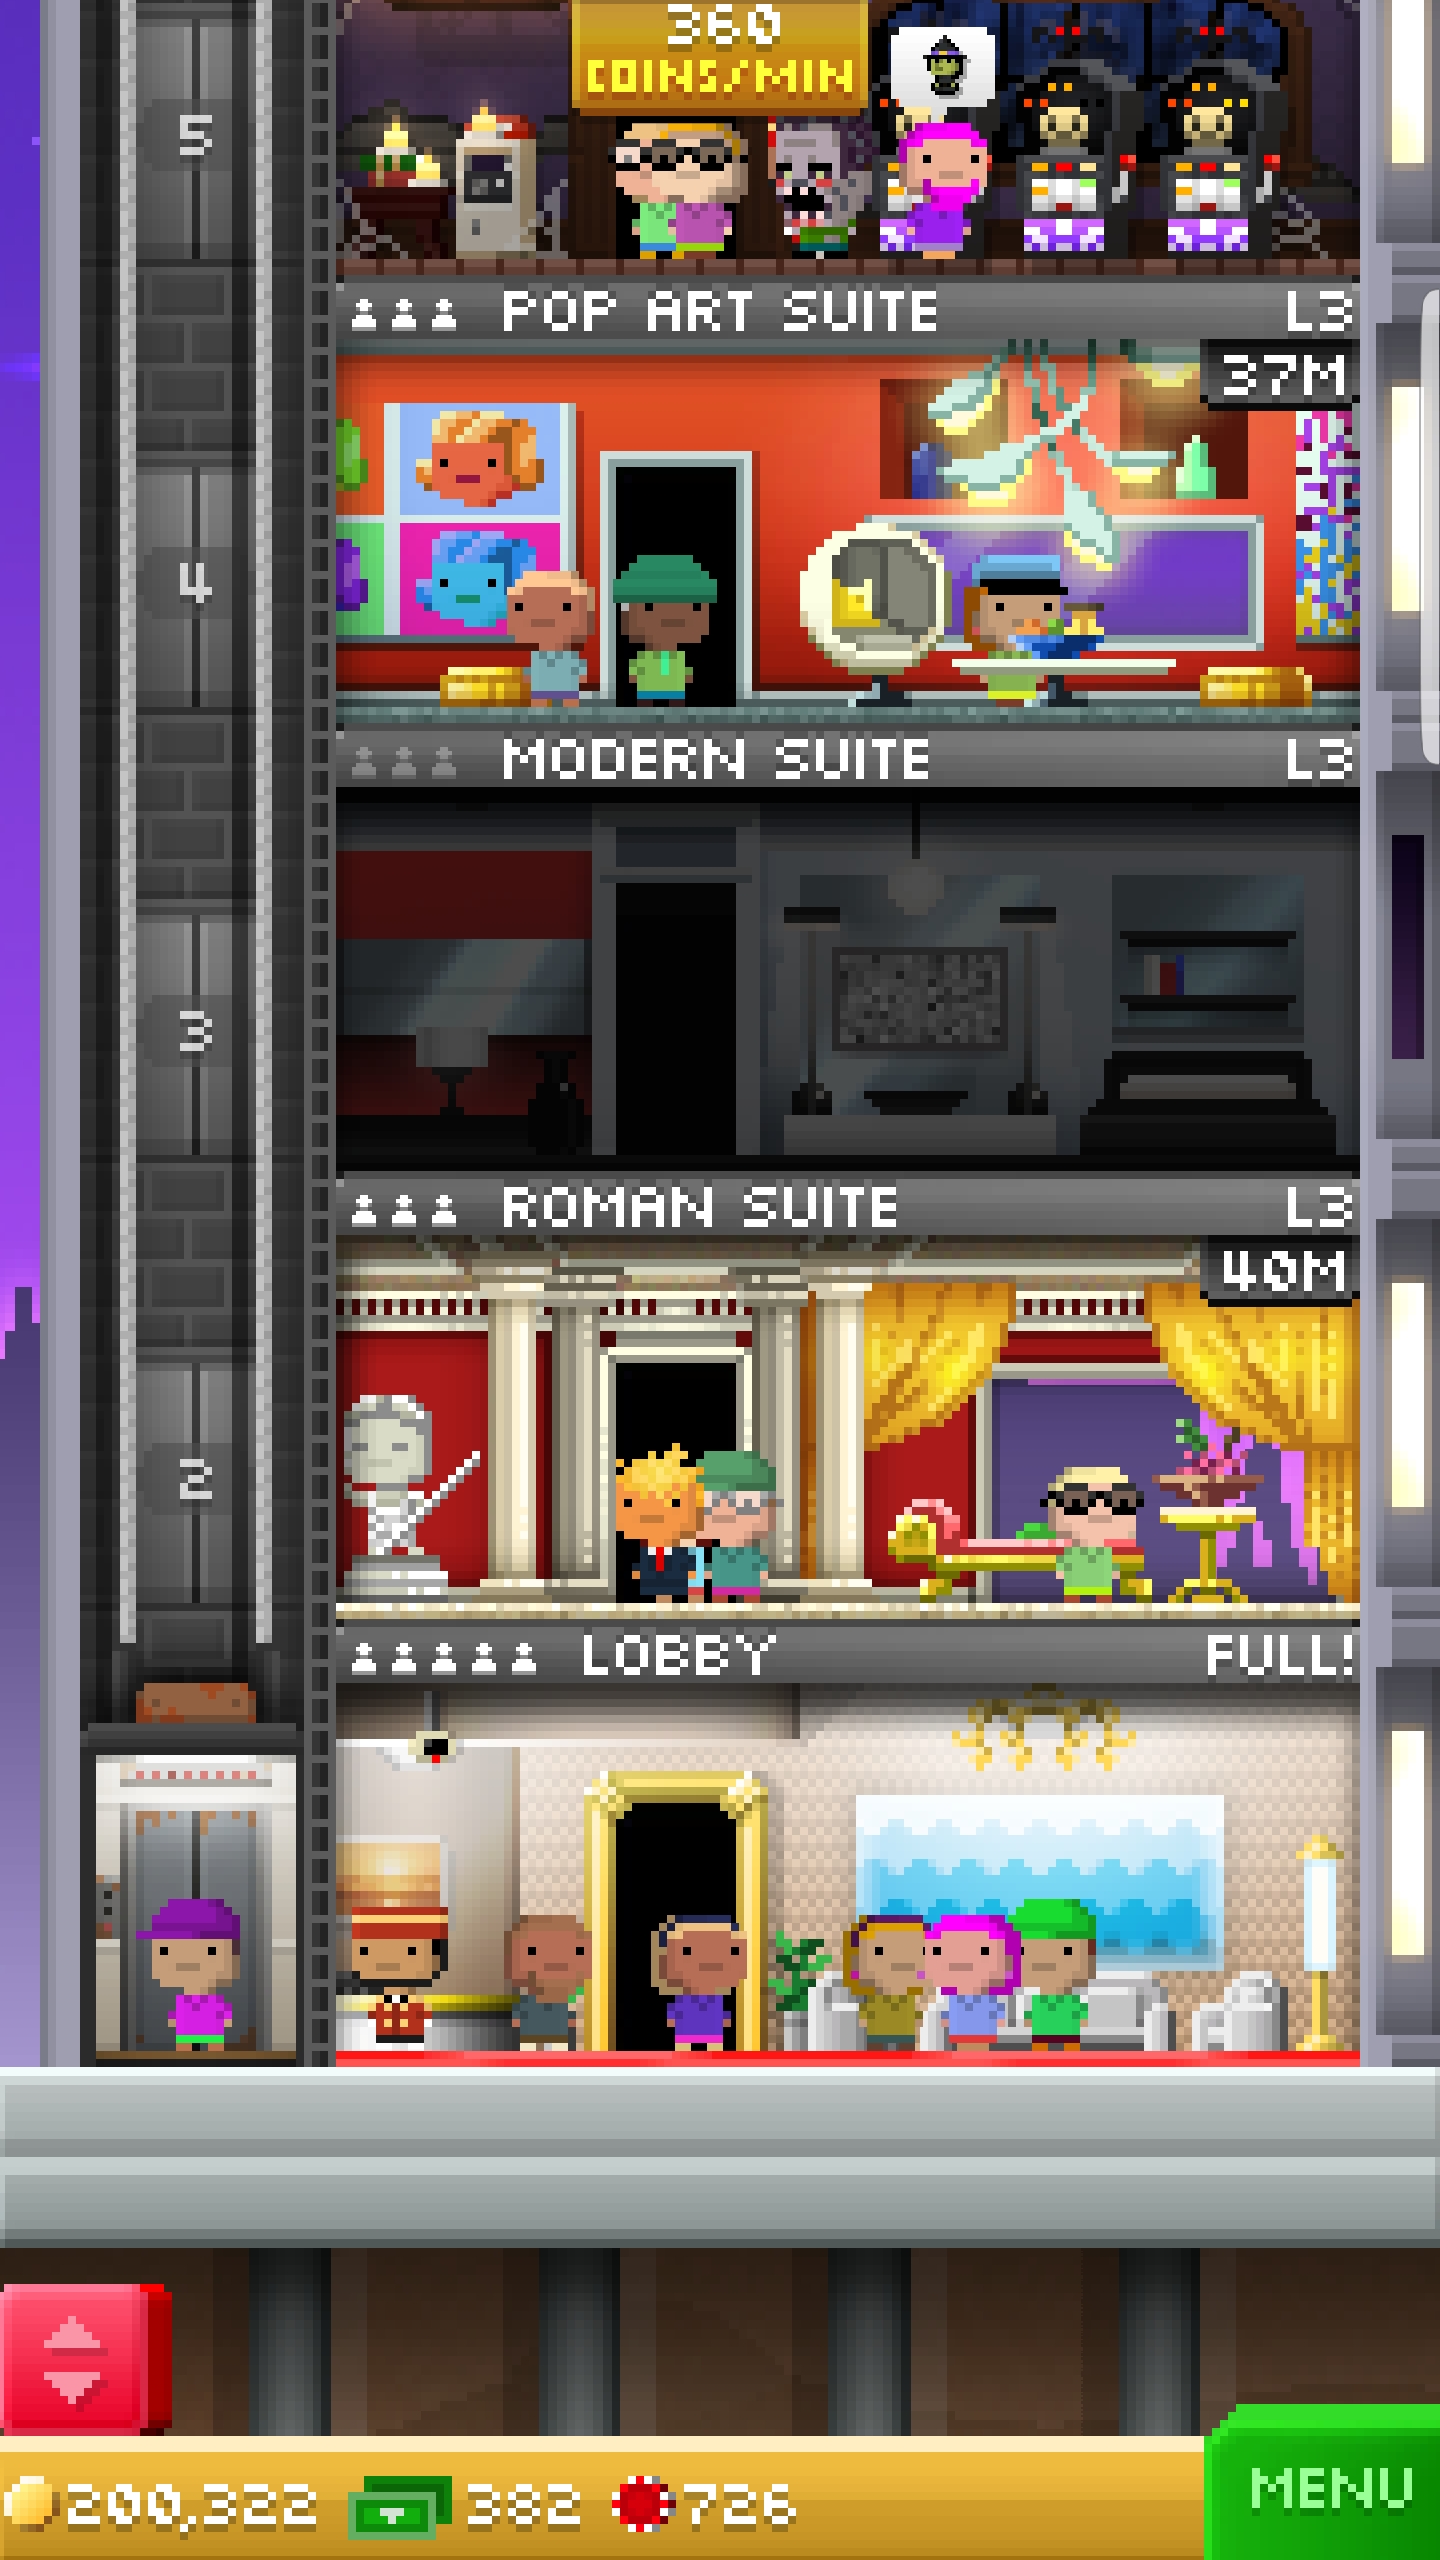 360
COINS/MIN
5
POP ART SUITE L3
37M
4
MODERN SUITE L3
3
ROMAN SUITE L3
40M
2
LOBBY FULL!
200,322 382 726
MENU